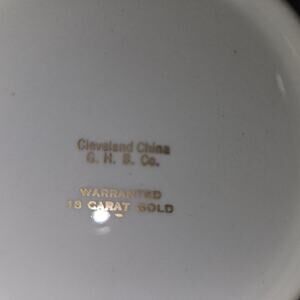 Cleveland China
G. H. B. Co.
WARRANTED
18 CARAT GOLD